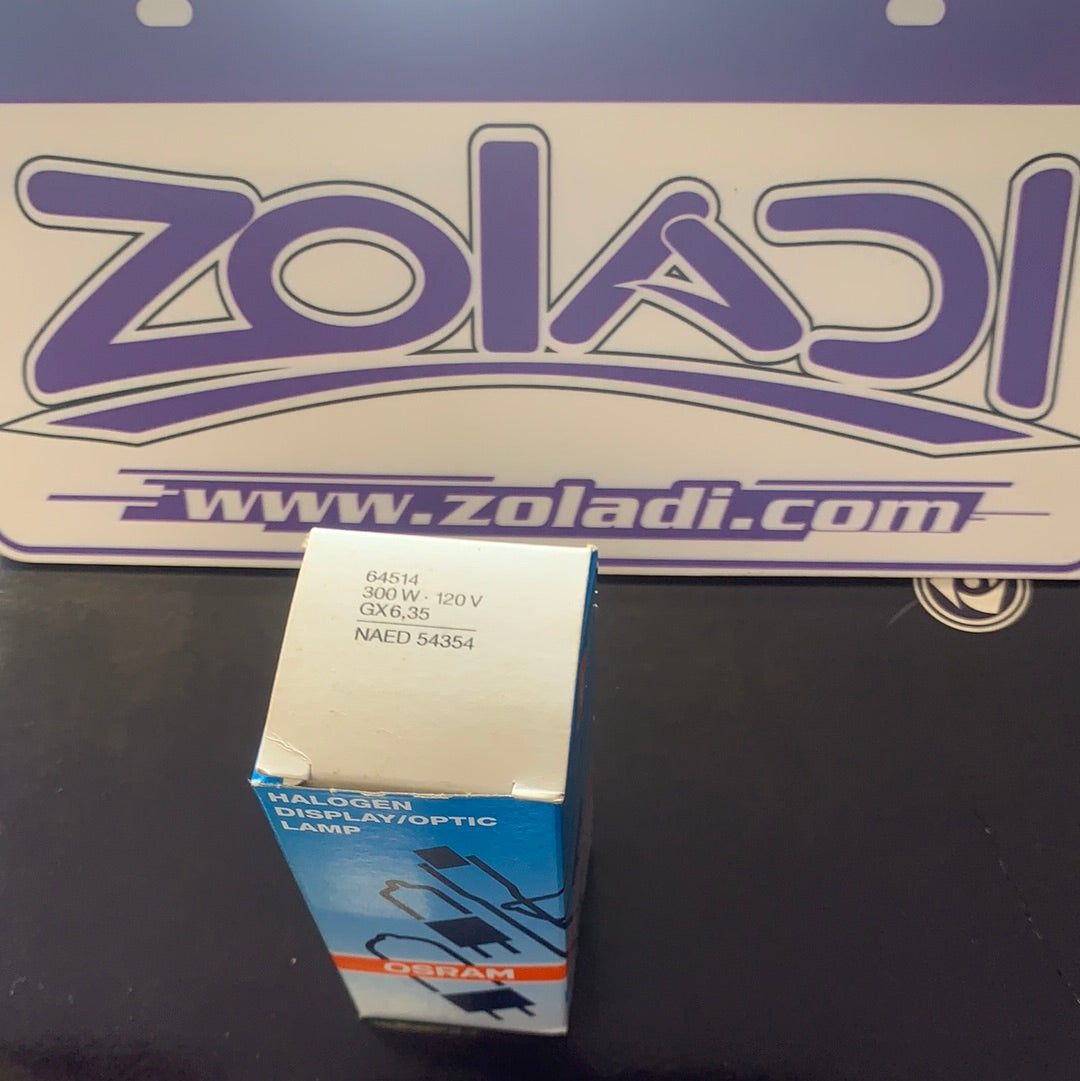 ZOLADI
www.zoladi.com
64514
300 W · 120 V
GX6,35
NAED 54354
HALOGEN
DISPLAY/OPTIC
LAMP
OSRAM